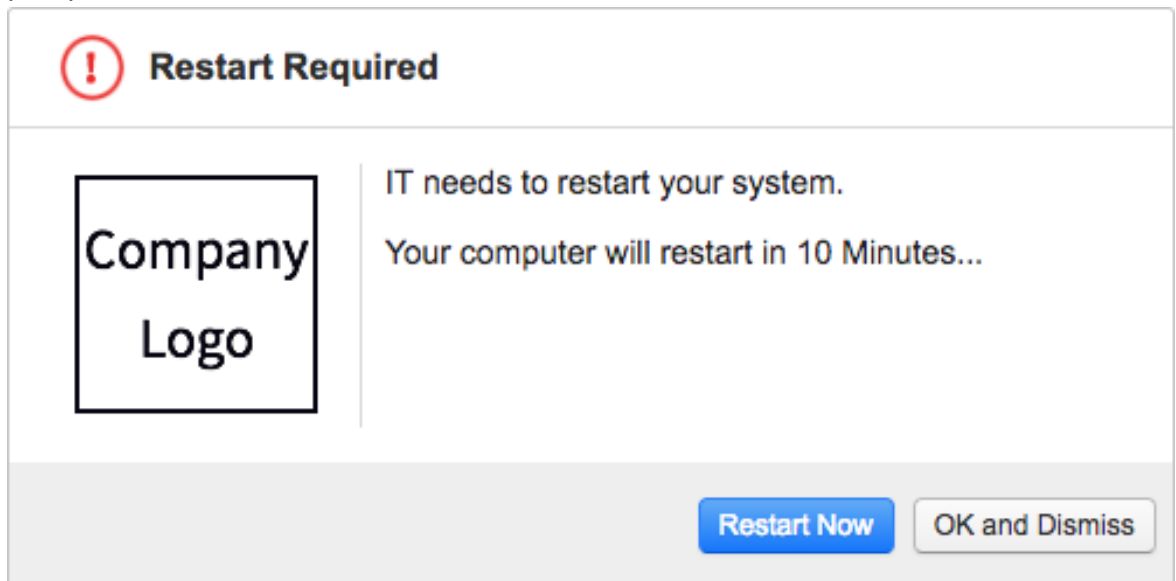 Restart Required
IT needs to restart your system.
Your computer will restart in 10 Minutes...
Company
Logo
Restart Now
OK and Dismiss